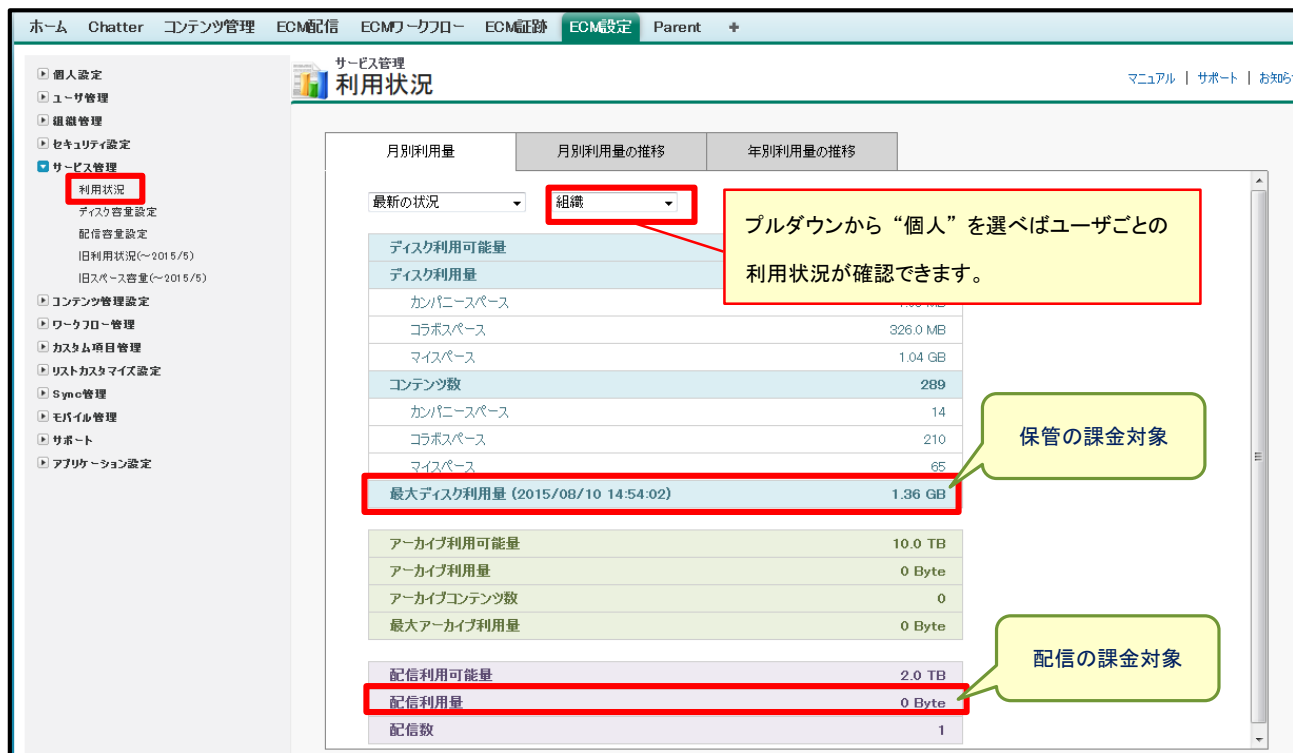 ホーム Chatter コンテンツ管理 ECM配信 ECMワークフロー ECM証跡 ECM設定 Parent +
個人設定
ユーザ管理
組織管理
セキュリティ設定
サービス管理
利用状況
ディスク容量設定
配信容量設定
旧利用状況(～2015/5)
旧スペース容量(～2015/5)
コンテンツ管理設定
ワークフロー管理
カスタム項目管理
リストカスタマイズ設定
Sync管理
モバイル管理
サポート
アプリケーション設定
サービス管理
利用状況
マニュアル | サポート | お知らせ
月別利用量 月別利用量の推移 年別利用量の推移
最新の状況 組織
プルダウンから“個人”を選べばユーザごとの
利用状況が確認できます。
ディスク利用可能量
ディスク利用量
カンパニースペース
コラボスペース 326.0 MB
マイスペース 1.04 GB
コンテンツ数 289
カンパニースペース 14
コラボスペース 210
マイスペース 65
最大ディスク利用量 (2015/08/10 14:54:02) 1.36 GB
保管の課金対象
アーカイブ利用可能量 10.0 TB
アーカイブ利用量 0 Byte
アーカイブコンテンツ数 0
最大アーカイブ利用量 0 Byte
配信利用可能量 2.0 TB
配信利用量 0 Byte
配信数 1
配信の課金対象